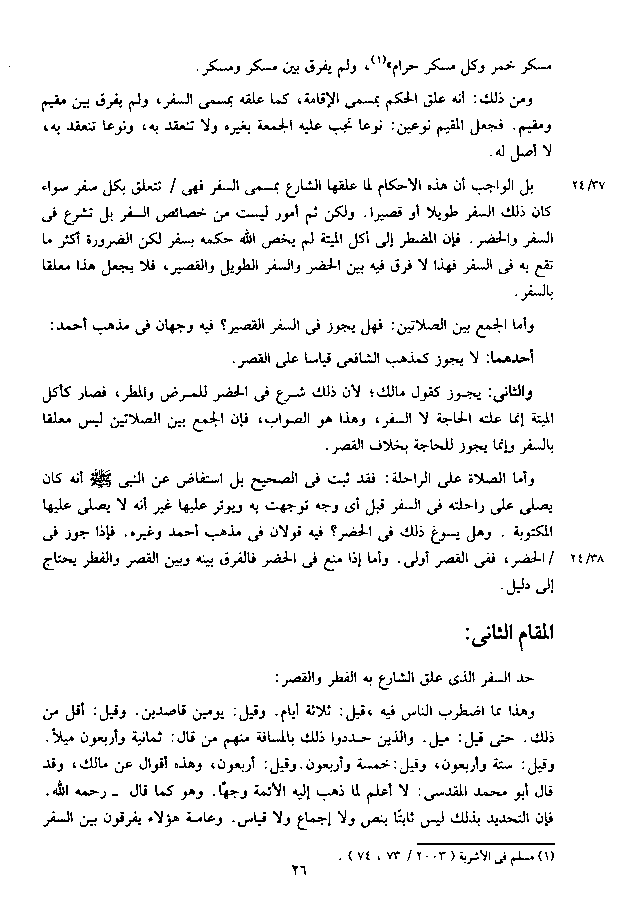 مسكر خمر وكل مسكر حرام»(١)، ولم يفرق بين مسكر ومسكر.
ومن ذلك: أنه علق الحكم بمسمى الإقامة، كما علقه بمسمى السفر، ولم يفرق بين مقيم
ومقيم. فجعل المقيم نوعين: نوعا تجب عليه الجمعة بغيره ولا تنعقد به، ونوعا تنعقد به،
لا أصل له.
٢٤/٣٧ بل الواجب أن هذه الأحكام لما علقها الشارع بمسمى السفر فهى / تتعلق بكل سفر سواء
كان ذلك السفر طويلا أو قصيرا. ولكن ثم أمور ليست من خصائص السفر بل تشرع فى
السفر والحضر. فإن المضطر إلى أكل الميتة لم يخص الله حكمه بسفر لكن الضرورة أكثر ما
تقع به فى السفر فهذا لا فرق فيه بين الحضر والسفر الطويل والقصير، فلا يجعل هذا معلقا
بالسفر.
وأما الجمع بين الصلاتين: فهل يجوز فى السفر القصير؟ فيه وجهان فى مذهب أحمد:
أحدهما: لا يجوز كمذهب الشافعى قياسا على القصر.
والثانى: يجوز كقول مالك؛ لأن ذلك شرع فى الحضر للمرض والمطر، فصار كأكل
الميتة إنما علته الحاجة لا السفر، وهذا هو الصواب، فإن الجمع بين الصلاتين ليس معلقا
بالسفر وإنما يجوز للحاجة بخلاف القصر.
وأما الصلاة على الراحلة: فقد ثبت فى الصحيح بل استفاض عن النبى ﷺ أنه كان
يصلى على راحلته فى السفر قبل أى وجه توجهت به ويوتر عليها غير أنه لا يصلى عليها
المكتوبة . وهل يسوغ ذلك فى الحضر؟ فيه قولان فى مذهب أحمد وغيره. فإذا جوز فى
٢٤/٣٨ / الحضر، ففى القصر أولى. وأما إذا منع فى الحضر فالفرق بينه وبين القصر والفطر يحتاج
إلى دليل.
المقام الثانى:
حد السفر الذى علق الشارع به الفطر والقصر:
وهذا مما اضطرب الناس فيه ،قيل: ثلاثة أيام. وقيل: يومين قاصدين. وقيل: أقل من
ذلك. حتى قيل: ميل. والذين حددوا ذلك بالمسافة منهم من قال: ثمانية وأربعون ميلاً.
وقيل: ستة وأربعون، وقيل: خمسة وأربعون.وقيل: أربعون، وهذه أقوال عن مالك، وقد
قال أبو محمد المقدسى: لا أعلم لما ذهب إليه الأئمة وجهًا. وهو كما قال ـ رحمه الله.
فإن التحديد بذلك ليس ثابتًا بنص ولا إجماع ولا قياس. وعامة هؤلاء يفرقون بين السفر
(١) مسلم فى الأشربة (٢٠٠٣ / ٧٣ ، ٧٤ ) .
٢٦